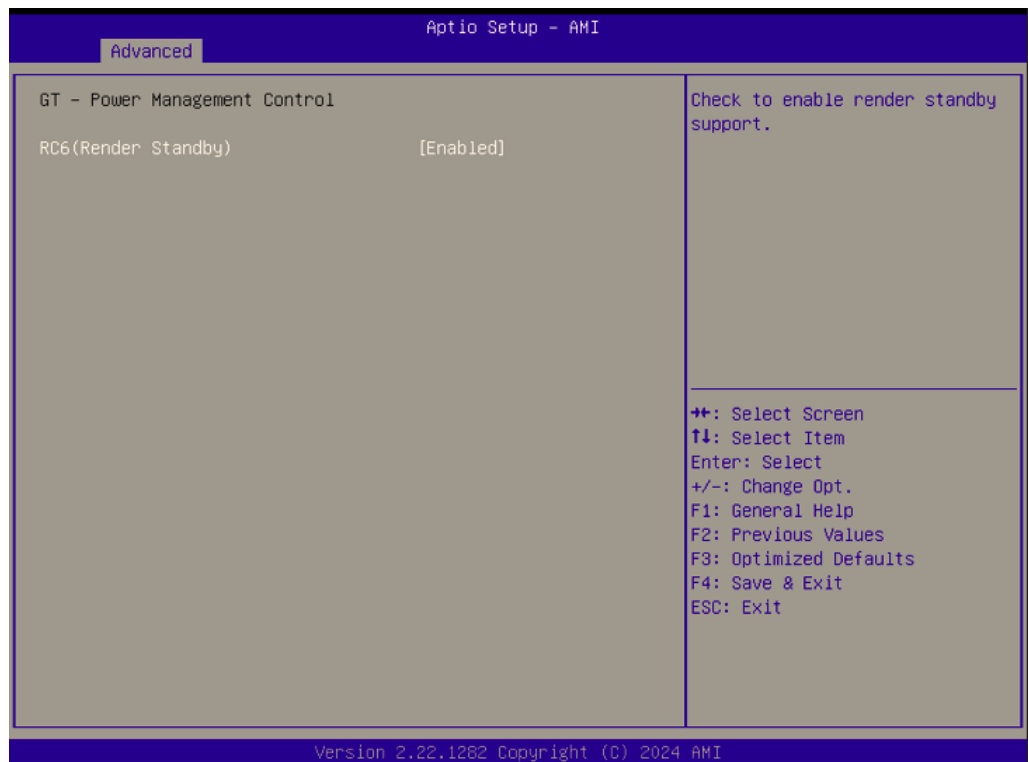 Aptio Setup – AMI
Advanced
GT – Power Management Control
RC6(Render Standby) [Enabled]
Check to enable render standby
support.
→←: Select Screen
↑↓: Select Item
Enter: Select
+/-: Change Opt.
F1: General Help
F2: Previous Values
F3: Optimized Defaults
F4: Save & Exit
ESC: Exit
Version 2.22.1282 Copyright (C) 2024 AMI